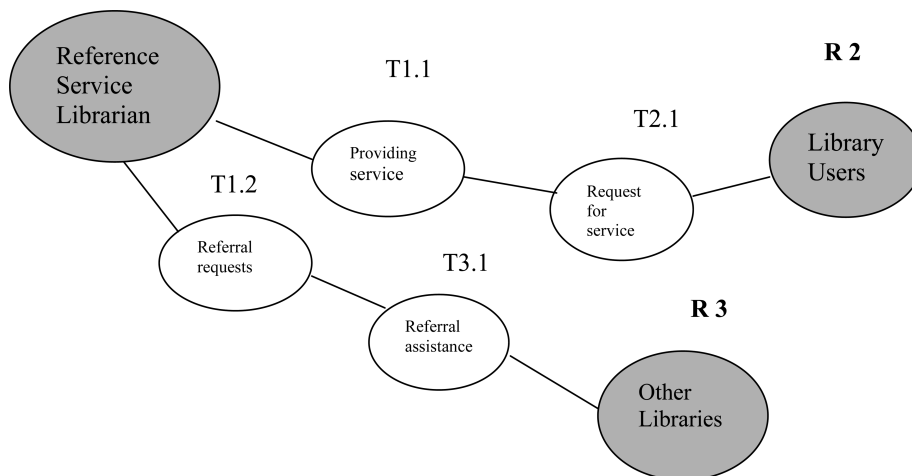 Reference
Service
Librarian
T1.1
R 2
Providing
service
T2.1
Library
Users
Request
for
service
T1.2
Referral
requests
T3.1
Referral
assistance
R 3
Other
Libraries